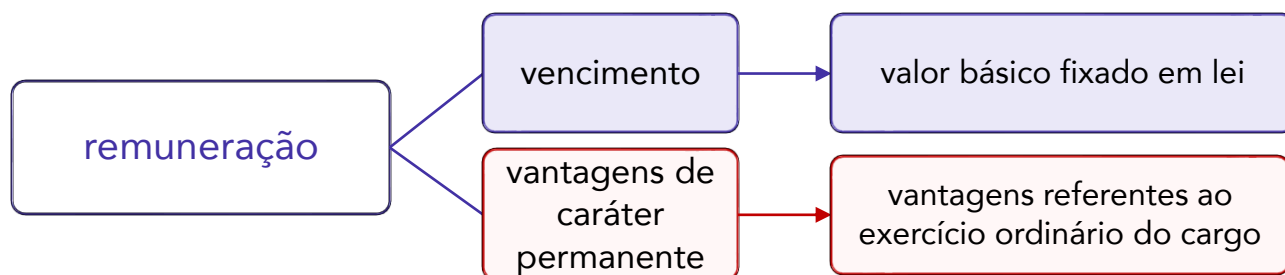 remuneração
vencimento
valor básico fixado em lei
vantagens de
caráter
permanente
vantagens referentes ao
exercício ordinário do cargo